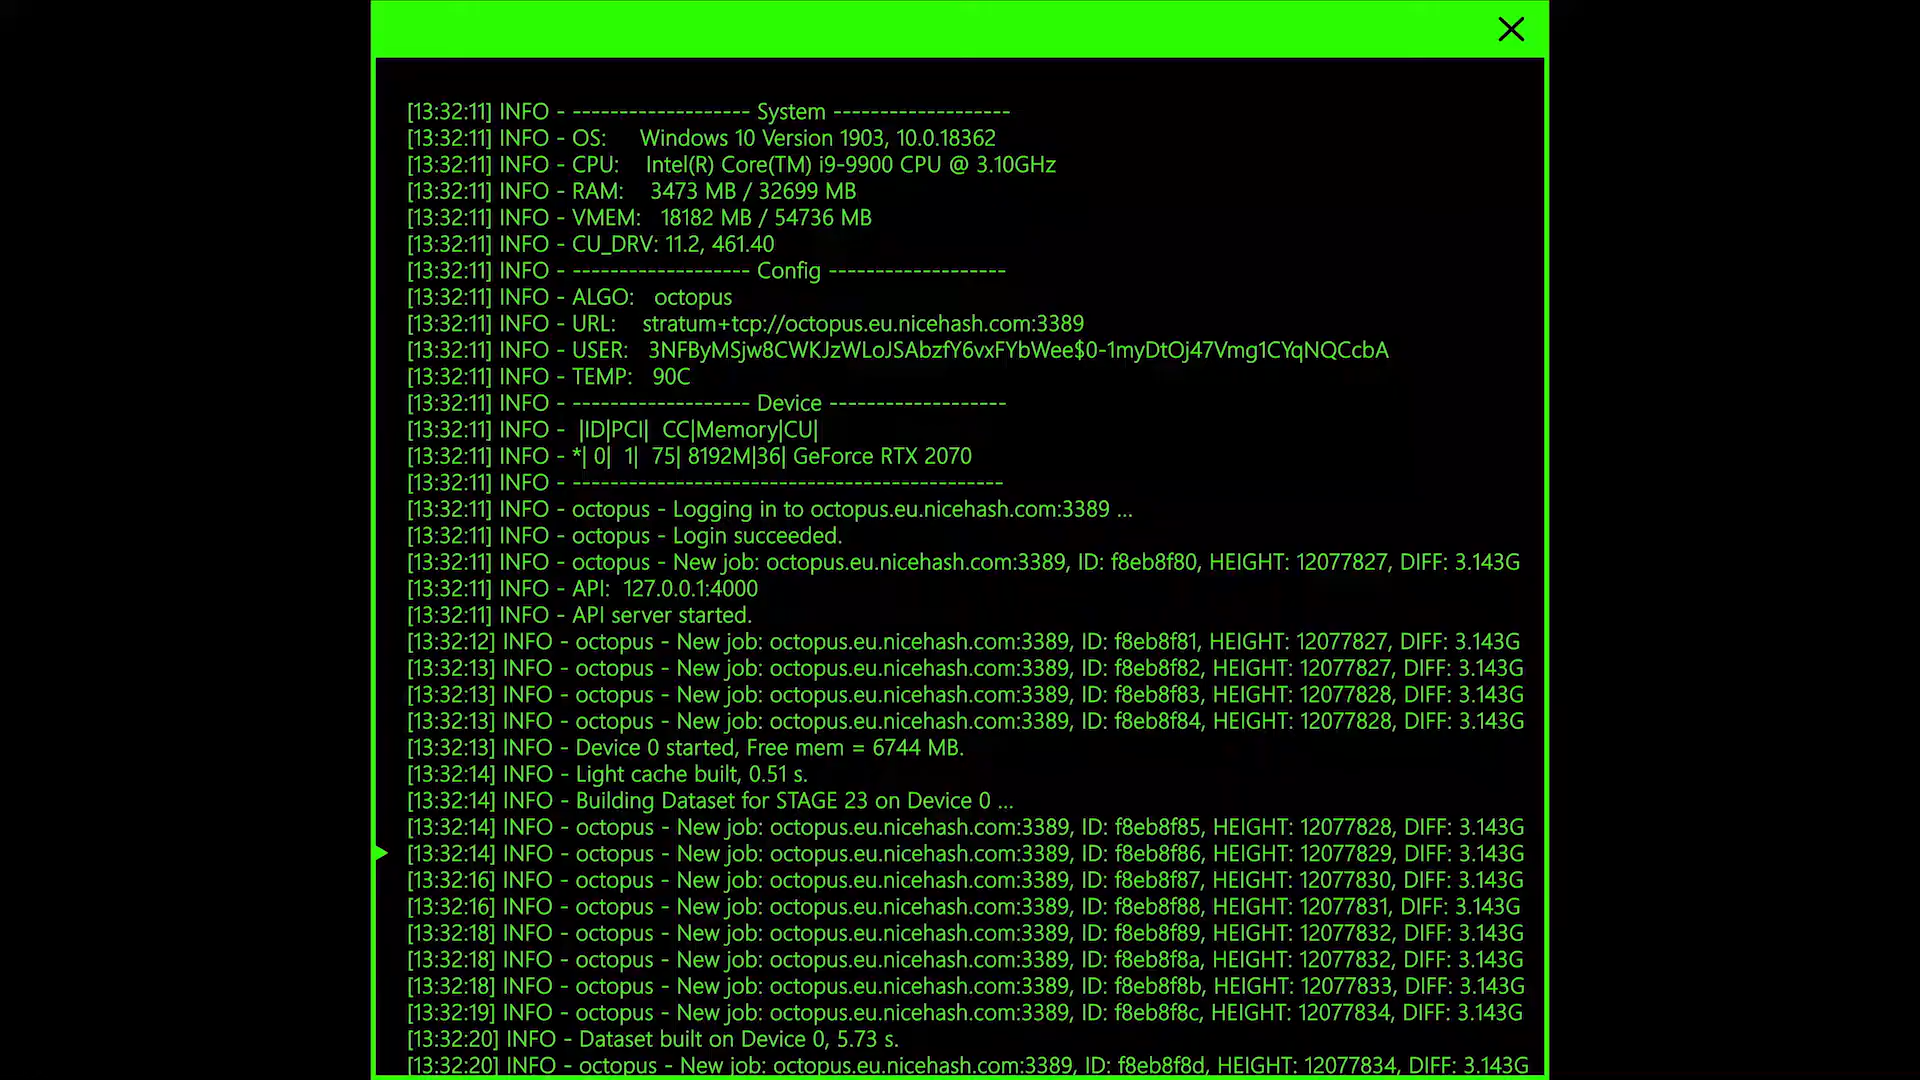 [13:32:11] INFO - ------------------- System -------------------
[13:32:11] INFO - OS: Windows 10 Version 1903, 10.0.18362
[13:32:11] INFO - CPU: Intel(R) Core(TM) i9-9900 CPU @ 3.10GHz
[13:32:11] INFO - RAM: 3473 MB / 32699 MB
[13:32:11] INFO - VMEM: 18182 MB / 54736 MB
[13:32:11] INFO - CU_DRV: 11.2, 461.40
[13:32:11] INFO - ------------------- Config -------------------
[13:32:11] INFO - ALGO: octopus
[13:32:11] INFO - URL: stratum+tcp://octopus.eu.nicehash.com:3389
[13:32:11] INFO - USER: 3NFByMSjw8CWKJzWLoJSAbzfY6vxFYbWee$0-1myDtOj47Vmg1CYqNQCcbA
[13:32:11] INFO - TEMP: 90C
[13:32:11] INFO - ------------------- Device -------------------
[13:32:11] INFO - |ID|PCI| CC|Memory|CU|
[13:32:11] INFO - *| 0| 1| 75| 8192M|36| GeForce RTX 2070
[13:32:11] INFO - ----------------------------------------------
[13:32:11] INFO - octopus - Logging in to octopus.eu.nicehash.com:3389 ...
[13:32:11] INFO - octopus - Login succeeded.
[13:32:11] INFO - octopus - New job: octopus.eu.nicehash.com:3389, ID: f8eb8f80, HEIGHT: 12077827, DIFF: 3.143G
[13:32:11] INFO - API: 127.0.0.1:4000
[13:32:11] INFO - API server started.
[13:32:12] INFO - octopus - New job: octopus.eu.nicehash.com:3389, ID: f8eb8f81, HEIGHT: 12077827, DIFF: 3.143G
[13:32:13] INFO - octopus - New job: octopus.eu.nicehash.com:3389, ID: f8eb8f82, HEIGHT: 12077827, DIFF: 3.143G
[13:32:13] INFO - octopus - New job: octopus.eu.nicehash.com:3389, ID: f8eb8f83, HEIGHT: 12077828, DIFF: 3.143G
[13:32:13] INFO - octopus - New job: octopus.eu.nicehash.com:3389, ID: f8eb8f84, HEIGHT: 12077828, DIFF: 3.143G
[13:32:13] INFO - Device 0 started, Free mem = 6744 MB.
[13:32:14] INFO - Light cache built, 0.51 s.
[13:32:14] INFO - Building Dataset for STAGE 23 on Device 0 ...
[13:32:14] INFO - octopus - New job: octopus.eu.nicehash.com:3389, ID: f8eb8f85, HEIGHT: 12077828, DIFF: 3.143G
[13:32:14] INFO - octopus - New job: octopus.eu.nicehash.com:3389, ID: f8eb8f86, HEIGHT: 12077829, DIFF: 3.143G
[13:32:16] INFO - octopus - New job: octopus.eu.nicehash.com:3389, ID: f8eb8f87, HEIGHT: 12077830, DIFF: 3.143G
[13:32:16] INFO - octopus - New job: octopus.eu.nicehash.com:3389, ID: f8eb8f88, HEIGHT: 12077831, DIFF: 3.143G
[13:32:18] INFO - octopus - New job: octopus.eu.nicehash.com:3389, ID: f8eb8f89, HEIGHT: 12077832, DIFF: 3.143G
[13:32:18] INFO - octopus - New job: octopus.eu.nicehash.com:3389, ID: f8eb8f8a, HEIGHT: 12077832, DIFF: 3.143G
[13:32:18] INFO - octopus - New job: octopus.eu.nicehash.com:3389, ID: f8eb8f8b, HEIGHT: 12077833, DIFF: 3.143G
[13:32:19] INFO - octopus - New job: octopus.eu.nicehash.com:3389, ID: f8eb8f8c, HEIGHT: 12077834, DIFF: 3.143G
[13:32:20] INFO - Dataset built on Device 0, 5.73 s.
[13:32:20] INFO - octopus - New job: octopus.eu.nicehash.com:3389, ID: f8eb8f8d, HEIGHT: 12077834, DIFF: 3.143G